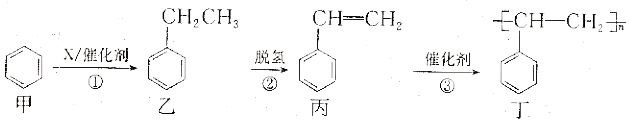 CH₂CH₃ CH=CH₂ -[CH-CH₂]-n
X/催化剂 脱氢 催化剂
① ② ③
甲 乙 丙 丁